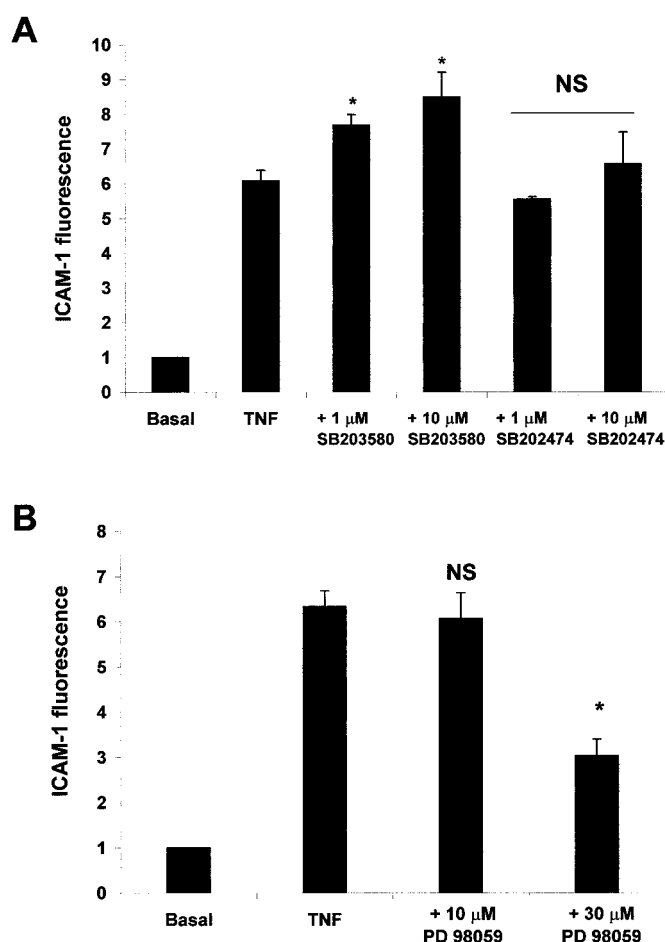 A
10
9
8
7
6
5
4
3
2
1
0
ICAM-1 fluorescence
*
*
NS
Basal
TNF
+ 1 μM
SB203580
+ 10 μM
SB203580
+ 1 μM
SB202474
+ 10 μM
SB202474
B
8
7
6
5
4
3
2
1
0
ICAM-1 fluorescence
NS
*
Basal
TNF
+ 10 μM
PD 98059
+ 30 μM
PD 98059